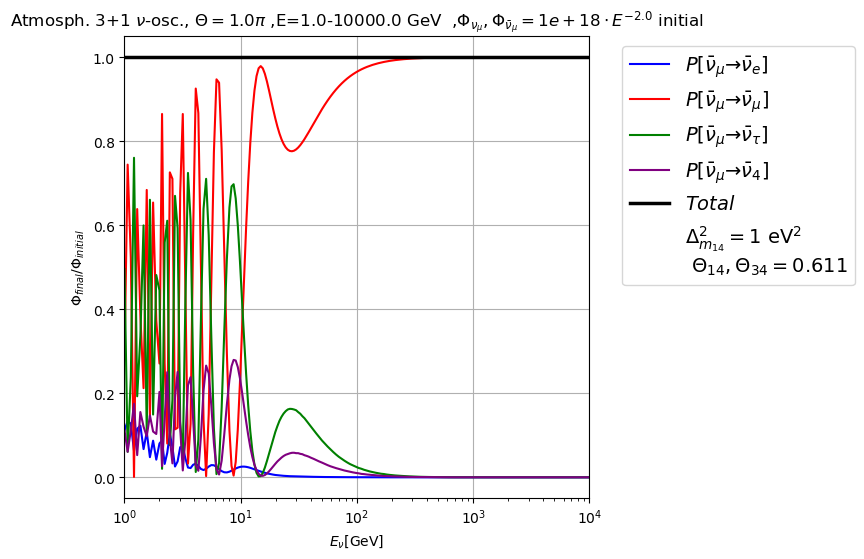 Atmosph. 3+1 ν-osc., Θ = 1.0π ,E=1.0-10000.0 GeV ,Φ_{ν_μ}, Φ_{ν̄_μ} = 1e + 18 · E^{−2.0} initial
1.0
0.8
0.6
0.4
0.2
0.0
Φ_{final}/Φ_{initial}
10^0
10^1
10^2
10^3
10^4
E_ν[GeV]
P[ν̄_μ→ν̄_e]
P[ν̄_μ→ν̄_μ]
P[ν̄_μ→ν̄_τ]
P[ν̄_μ→ν̄_4]
Total
Δ^2_{m_{14}} = 1 eV^2
Θ_{14}, Θ_{34} = 0.611